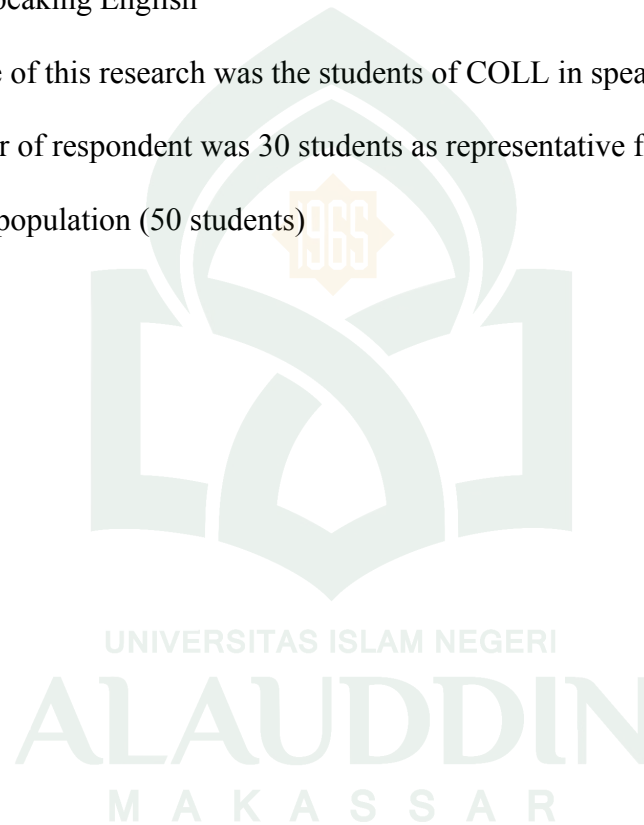 peaking English
e of this research was the students of COLL in spea
r of respondent was 30 students as representative f
population (50 students)
1965
UNIVERSITAS ISLAM NEGERI
ALAUDDIN
MAKASSAR